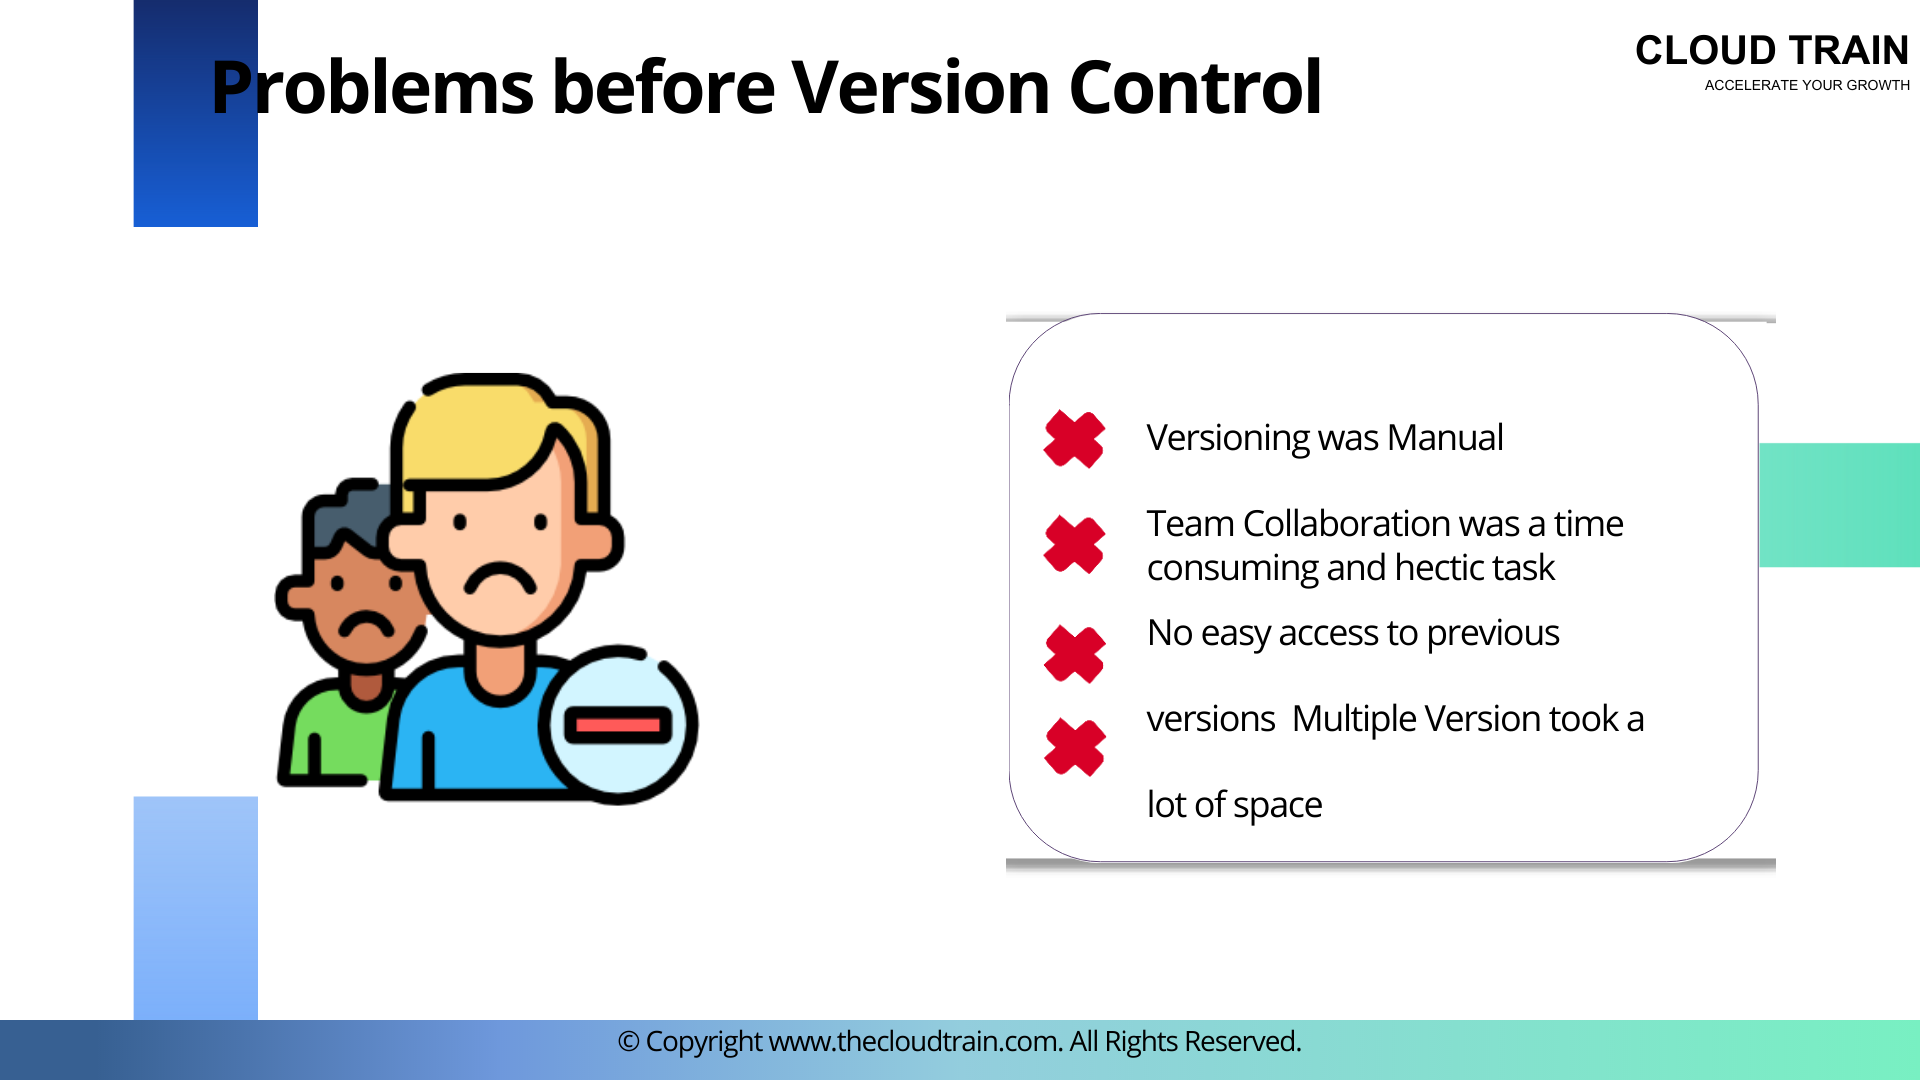 Problems before Version Control
CLOUD TRAIN
ACCELERATE YOUR GROWTH
Versioning was Manual
Team Collaboration was a time
consuming and hectic task
No easy access to previous
versions  Multiple Version took a
lot of space
© Copyright www.thecloudtrain.com. All Rights Reserved.